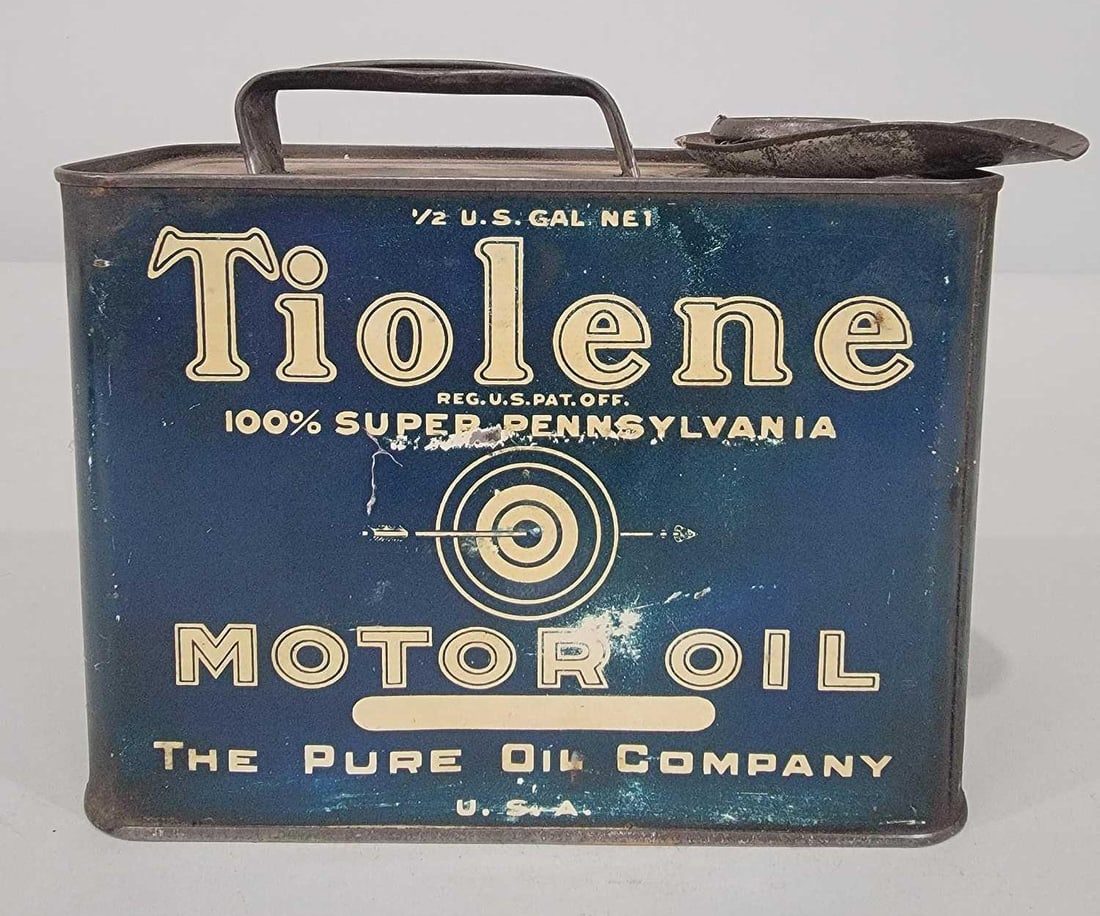 1/2 U.S. GAL NET
Tiolene
REG.U.S.PAT.OFF.
100% SUPER PENNSYLVANIA
MOTOR OIL
THE PURE OIL COMPANY
U.S.A.